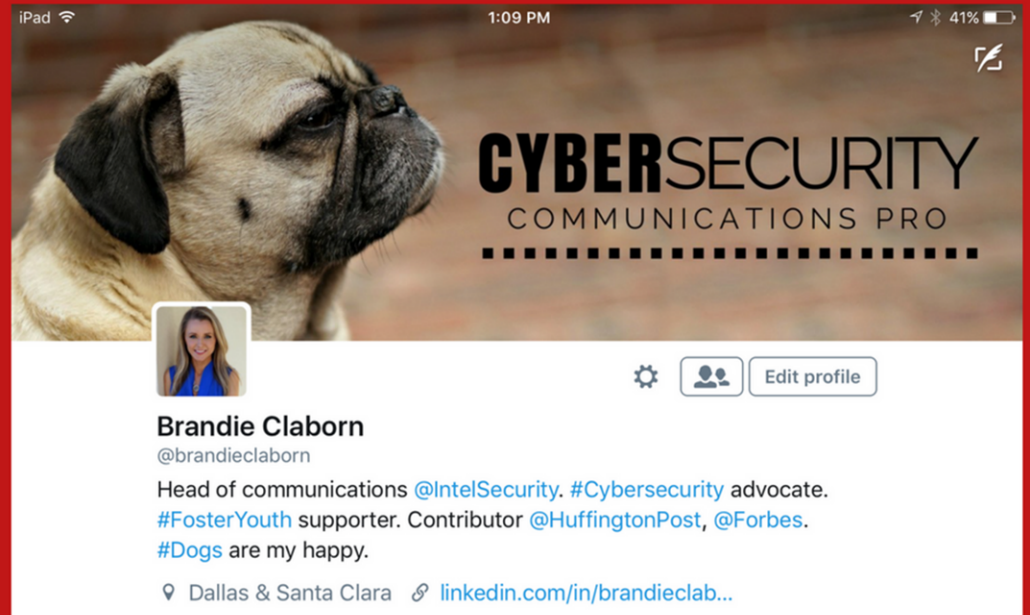 iPad 1:09 PM 41%
CYBERSECURITY
COMMUNICATIONS PRO
Edit profile
Brandie Claborn
@brandieclaborn
Head of communications @IntelSecurity. #Cybersecurity advocate.
#FosterYouth supporter. Contributor @HuffingtonPost, @Forbes.
#Dogs are my happy.
Dallas & Santa Clara linkedin.com/in/brandieclab...